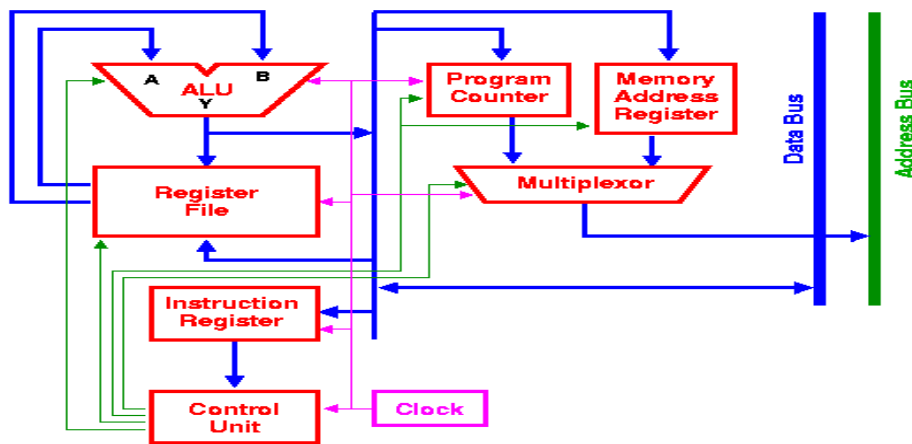 A
B
ALU
Y
Program
Counter
Memory
Address
Register
Data Bus
Address Bus
Register
File
Multiplexor
Instruction
Register
Control
Unit
Clock